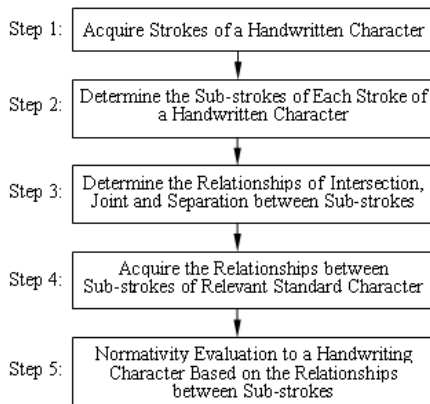 Step 1: Acquire Strokes of a Handwritten Character
Step 2: Determine the Sub-strokes of Each Stroke of
a Handwritten Character
Step 3: Determine the Relationships of Intersection,
Joint and Separation between Sub-strokes
Step 4: Acquire the Relationships between
Sub-strokes of Relevant Standard Character
Step 5: Normativity Evaluation to a Handwriting
Character Based on the Relationships
between Sub-strokes